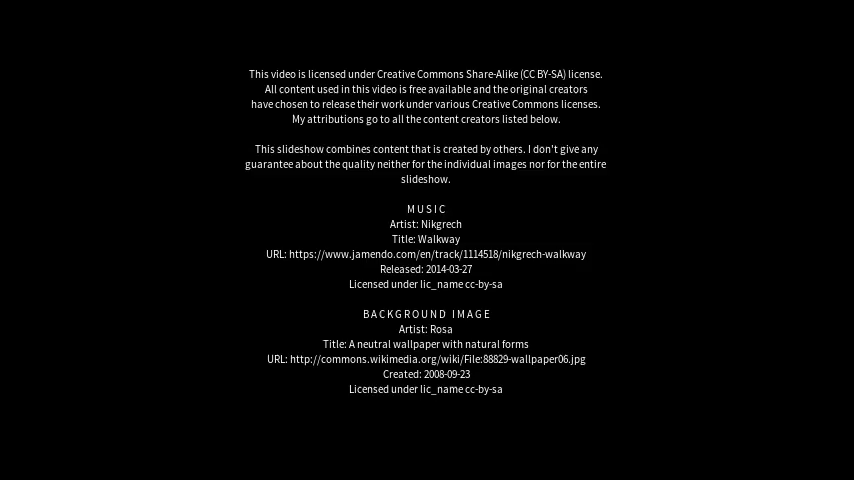 This video is licensed under Creative Commons Share-Alike (CC BY-SA) license.
All content used in this video is free available and the original creators
have chosen to release their work under various Creative Commons licenses.
My attributions go to all the content creators listed below.
This slideshow combines content that is created by others. I don't give any
guarantee about the quality neither for the individual images nor for the entire
slideshow.
MUSIC
Artist: Nikgrech
Title: Walkway
URL: https://www.jamendo.com/en/track/1114518/nikgrech-walkway
Released: 2014-03-27
Licensed under lic_name cc-by-sa
BACKGROUND IMAGE
Artist: Rosa
Title: A neutral wallpaper with natural forms
URL: http://commons.wikimedia.org/wiki/File:88829-wallpaper06.jpg
Created: 2008-09-23
Licensed under lic_name cc-by-sa